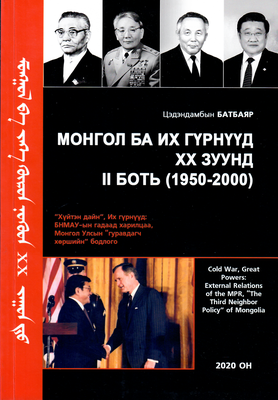 Цэдэндамбын БАТБАЯР
МОНГОЛ БА ИХ ГҮРНҮҮД
XX ЗУУНД
II БОТЬ (1950-2000)
"Хүйтэн дайн", Их гүрнүүд:
БНМАУ-ын гадаад харилцаа,
Монгол Улсын "гуравдагч
хөршийн" бодлого
Cold War, Great
Powers:
External Relations
of the MPR, "The
Third Neighbor
Policy" of Mongolia
2020 ОН
XX